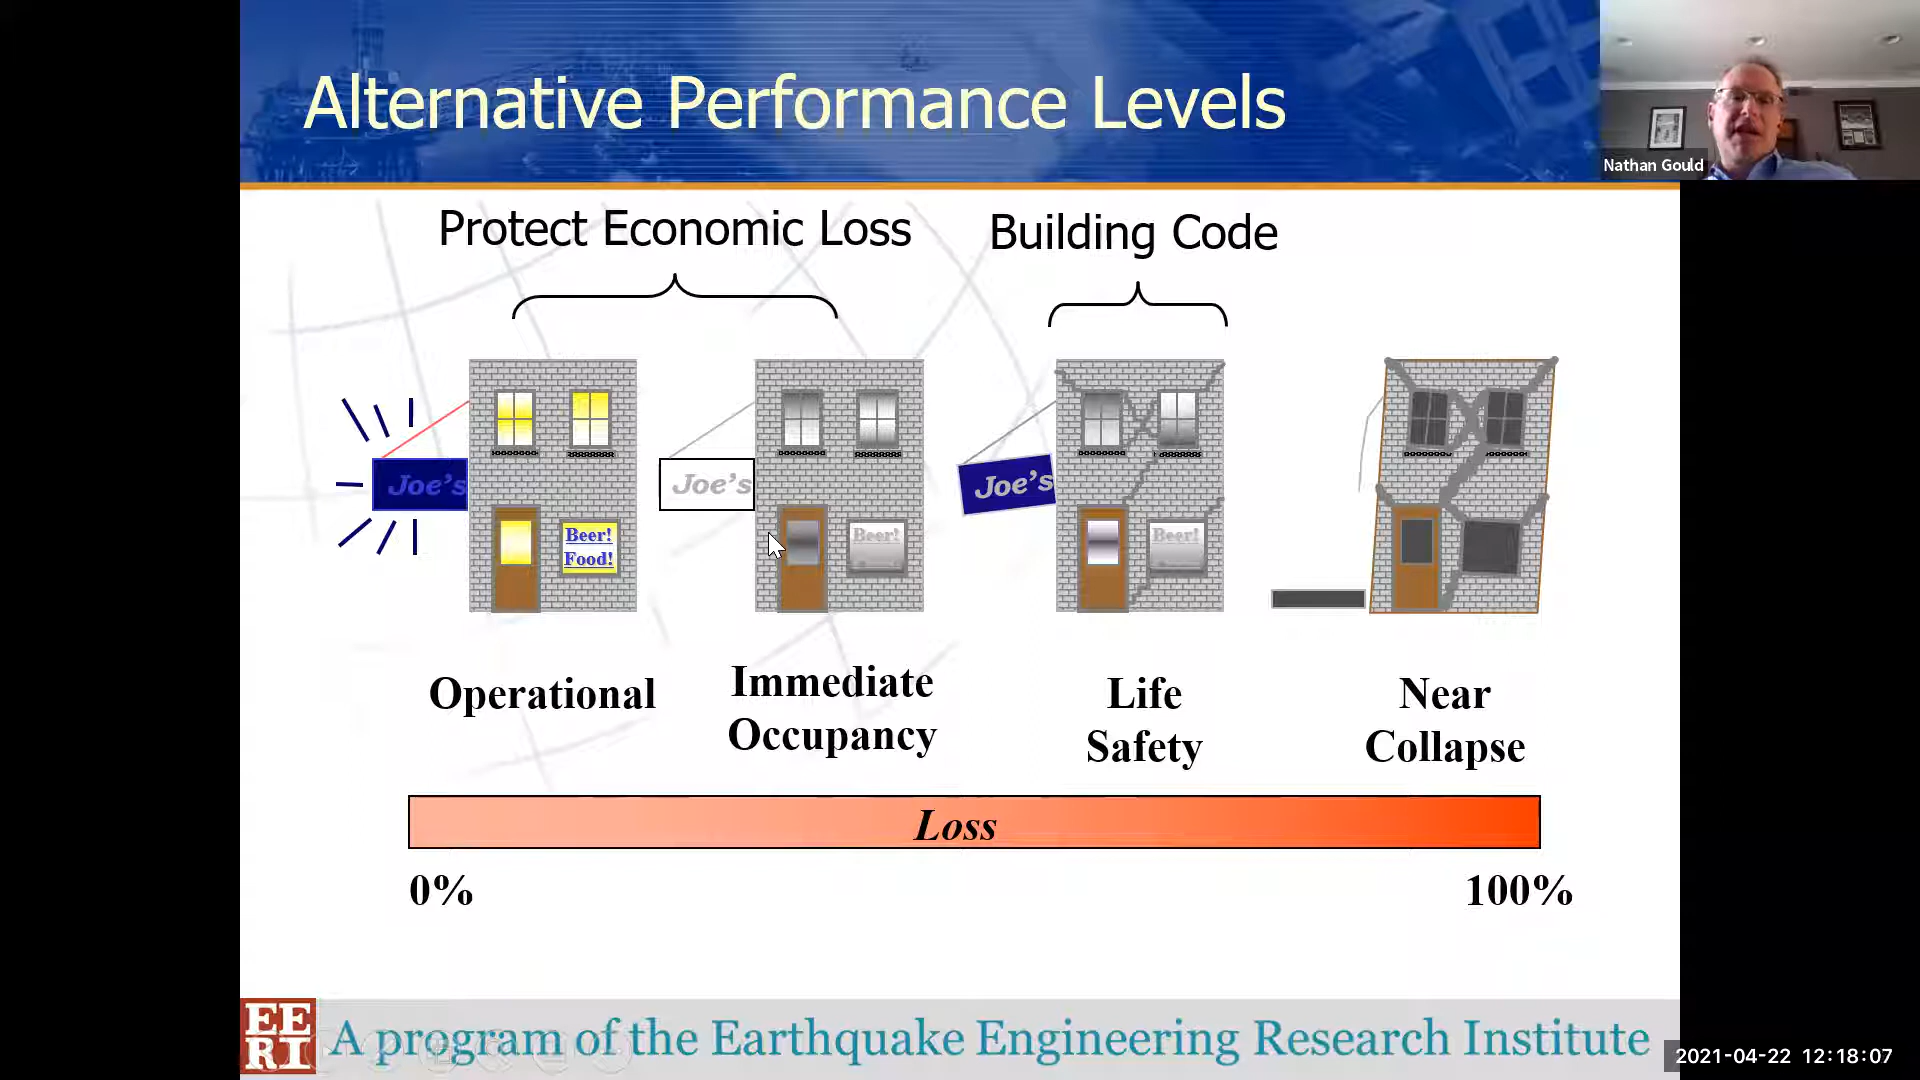 Alternative Performance Levels
Nathan Gould
Protect Economic Loss
Building Code
Joe's
Beer!
Food!
Joe's
Beer!
Joe's
Beer!
Operational
Immediate
Occupancy
Life
Safety
Near
Collapse
Loss
0%
100%
EE
RI
A program of the Earthquake Engineering Research Institute
2021-04-22 12:18:07